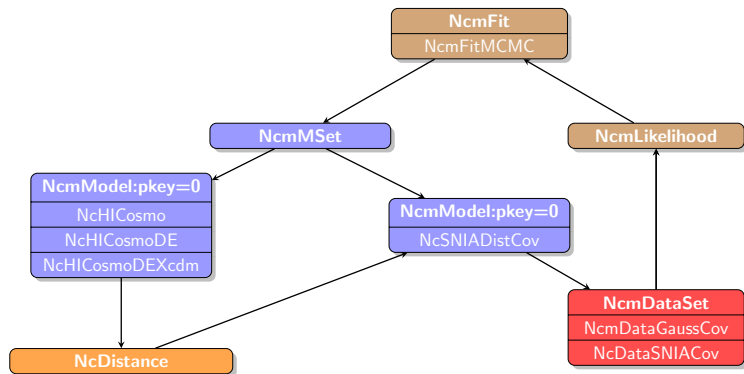 NcmFit
NcmFitMCMC
NcmMSet
NcmLikelihood
NcmModel:pkey=0
NcHICosmo
NcHICosmoDE
NcHICosmoDEXcdm
NcmModel:pkey=0
NcSNIADistCov
NcmDataSet
NcmDataGaussCov
NcDataSNIACov
NcDistance